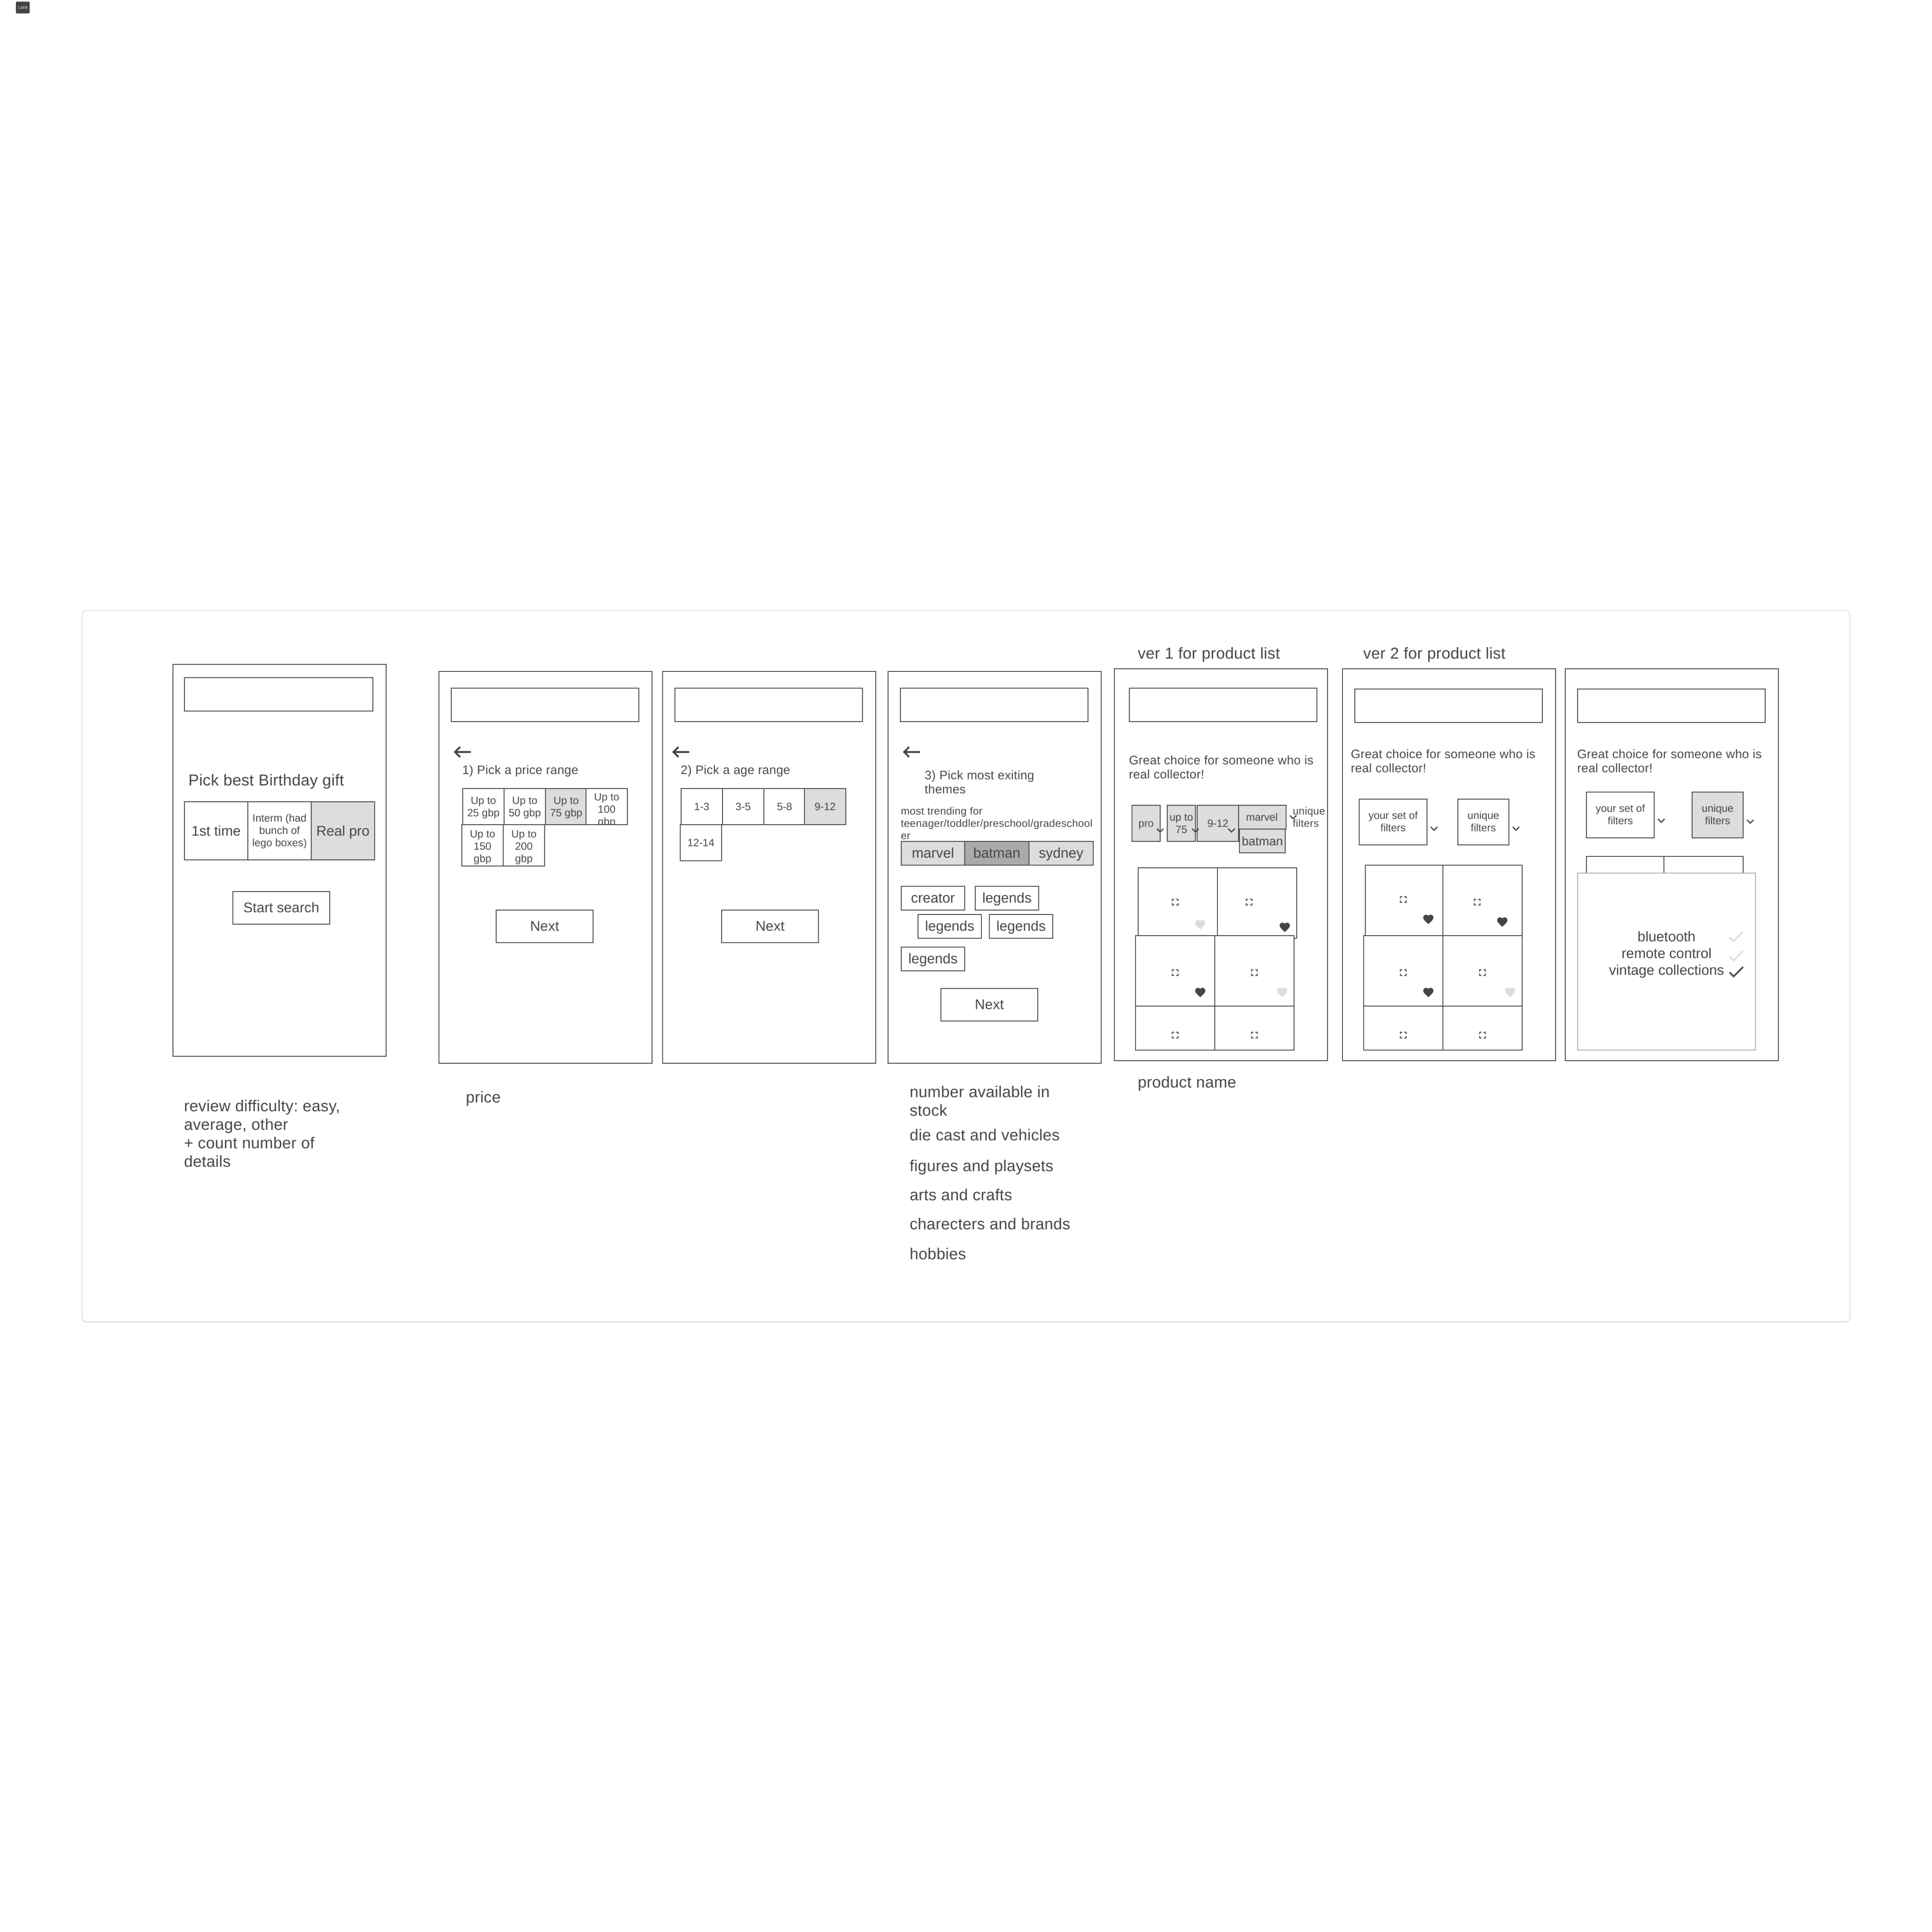 Lora
ver 1 for product list
ver 2 for product list
Pick best Birthday gift
1st time
Interm (had
bunch of
lego boxes)
Real pro
Start search
review difficulty: easy,
average, other
+ count number of
details
1) Pick a price range
Up to
25 gbp
Up to
50 gbp
Up to
75 gbp
Up to
100
gbp
Up to
150
gbp
Up to
200
gbp
Next
price
2) Pick a age range
1-3
3-5
5-8
9-12
12-14
Next
3) Pick most exiting
themes
most trending for
teenager/toddler/preschool/gradeschool
er
marvel
batman
sydney
creator
legends
legends
legends
legends
Next
number available in
stock
die cast and vehicles
figures and playsets
arts and crafts
charecters and brands
hobbies
Great choice for someone who is
real collector!
pro
up to
75
9-12
marvel
batman
unique
filters
product name
Great choice for someone who is
real collector!
your set of
filters
unique
filters
Great choice for someone who is
real collector!
your set of
filters
unique
filters
bluetooth
remote control
vintage collections